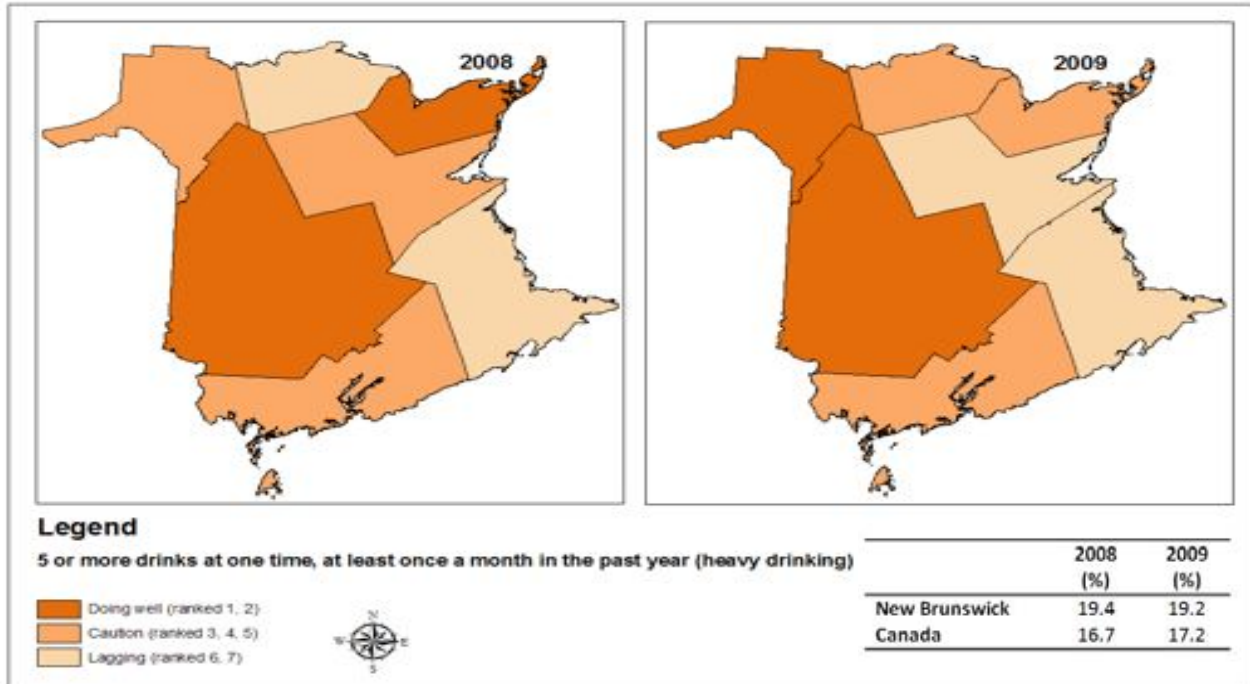 2008
2009
Legend
5 or more drinks at one time, at least once a month in the past year (heavy drinking)
Doing well (ranked 1, 2)
Caution (ranked 3, 4, 5)
Lagging (ranked 6, 7)
N
W E
S
2008 2009
(%) (%)
New Brunswick 19.4 19.2
Canada 16.7 17.2